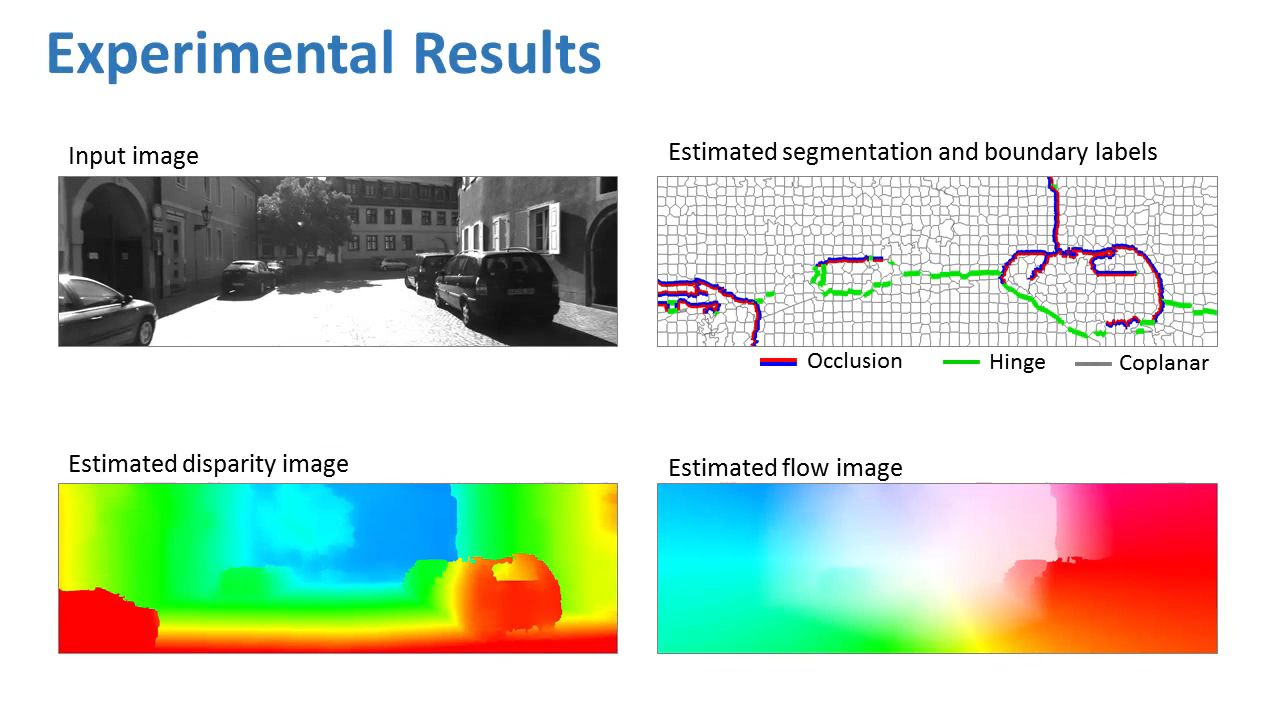 Experimental Results
Input image
Estimated segmentation and boundary labels
Occlusion
Hinge
Coplanar
Estimated disparity image
Estimated flow image